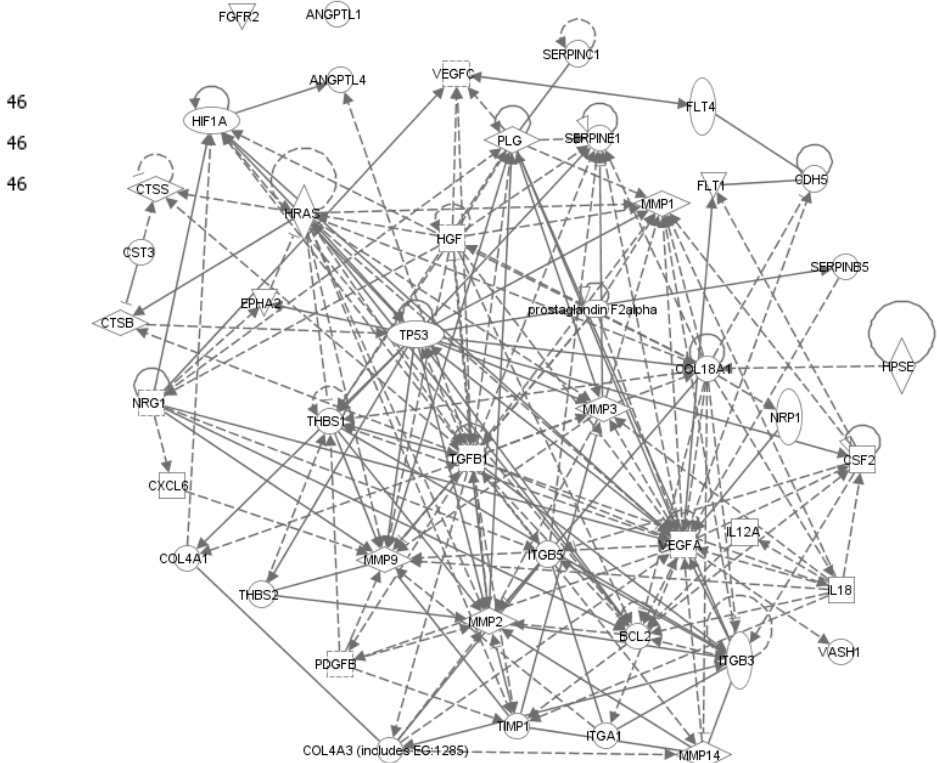 FGFR2
ANGPTL1
SERPINC1
VEGFC
ANGPTL4
46
FLT4
HIF1A
46
PLG
SERPINE1
46
CTSS
FLT1
CDH5
MMP1
HRAS
HGF
CST3
SERPINB5
EPHA2
prostaglandin F2alpha
CTSB
TP53
COL18A1
HPSE
NRG1
MMP3
NRP1
THBS1
TGFB1
CSF2
CXCL6
IL12A
VEGFA
COL4A1
MMP9
ITGB5
IL18
THBS2
MMP2
BCL2
VASH1
PDGFB
ITGB3
TIMP1
ITGA1
COL4A3 (includes EG:1285)
MMP14